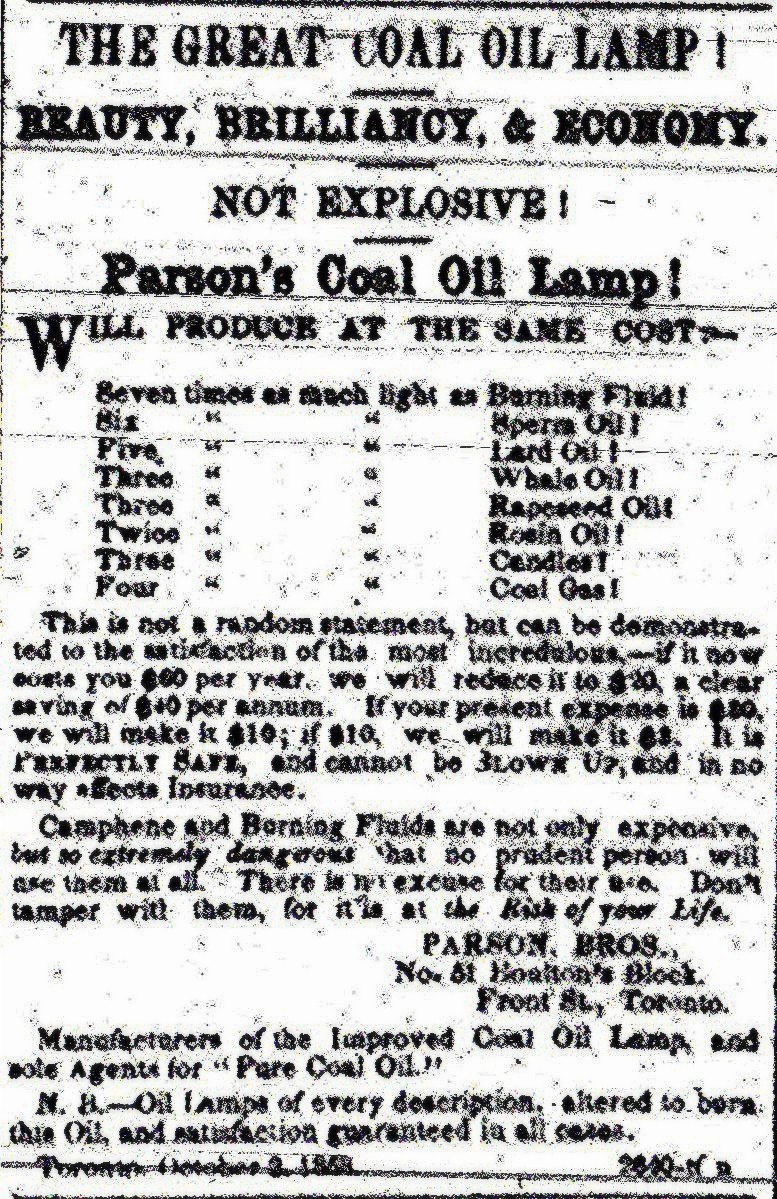 THE GREAT COAL OIL LAMP!
BEAUTY, BRILLIANCY, & ECONOMY.
NOT EXPLOSIVE!
Parson's Coal Oil Lamp!
WILL PRODUCE AT THE SAME COST:—
Seven times as much light as Burning Fluid!
Six " " Sperm Oil!
Five " " Lard Oil!
Three " " Whale Oil!
Three " " Rapeseed Oil!
Twice " " Rosin Oil!
Three " " Candles!
Four " " Coal Gas!
This is not a random statement, but can be demonstra-
ted to the satisfaction of the most incredulous,—if it now
costs you $60 per year, we will reduce it to $20, a clear
saving of $40 per annum. If your present expense is
we will make it $10; if $10, we will make it It is
PERFECTLY SAFE, and cannot be BLOWN UP, and in no
way affects Insurance.
Camphene and Burning Fluids are not only expensive,
but so extremely dangerous that no prudent person will
use them at all. There is no excuse for their use. Don't
tamper with them, for it is at the Risk of your Life.
PARSON, BROS.,
No. 51 Boulton's Block.
Front St., Toronto.
Manufacturers of the Improved Coal Oil Lamp, and
sole Agents for "Pure Coal Oil."
N. B.—Oil Lamps of every description, altered to burn
this Oil, and satisfaction guaranteed in all cases.
Toronto, October